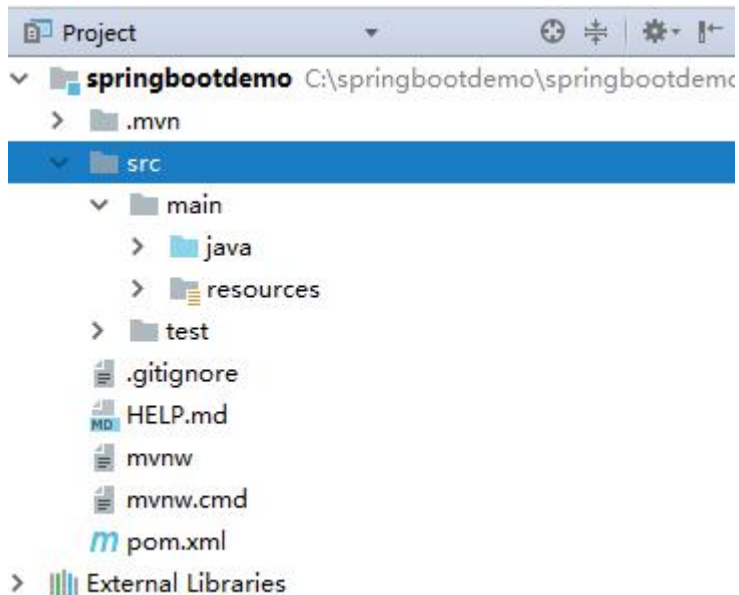 Project
springbootdemo C:\springbootdemo\springbootdemo
.mvn
src
main
java
resources
test
.gitignore
HELP.md
mvnw
mvnw.cmd
pom.xml
External Libraries